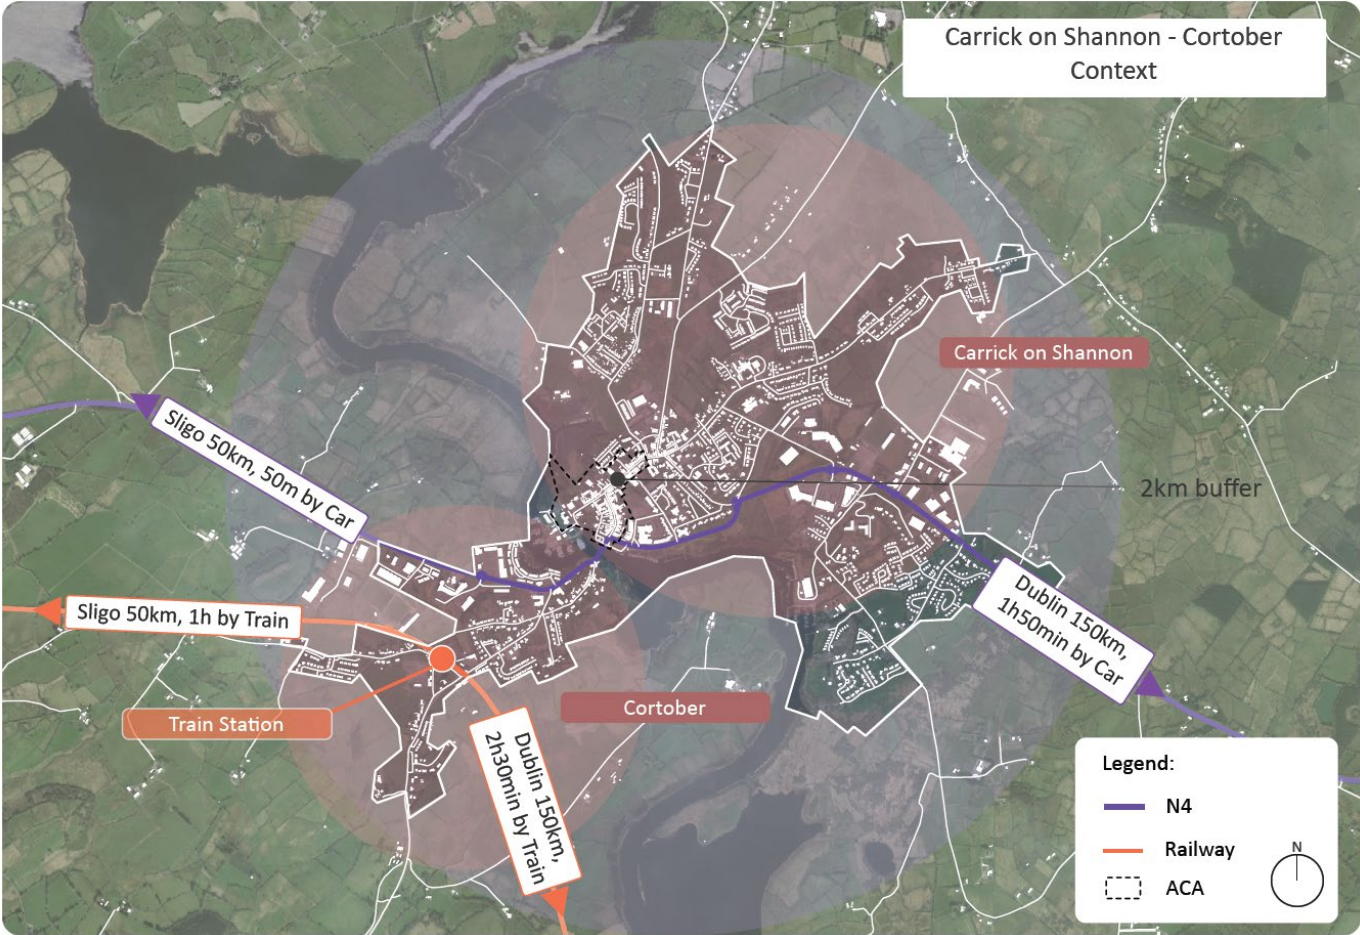 Carrick on Shannon - Cortober
Context
Carrick on Shannon
Sligo 50km, 50m by Car
2km buffer
Sligo 50km, 1h by Train
Dublin 150km,
1h50min by Car
Train Station
Cortober
Dublin 150km,
2h30min by Train
Legend:
N4
Railway
ACA
N